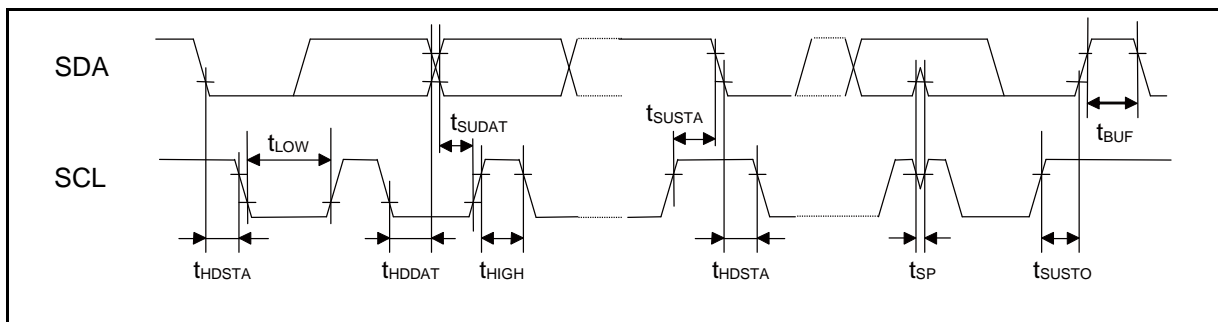 SDA
tSUDAT
tSUSTA
tBUF
tLOW
SCL
tHDSTA
tHDDAT
tHIGH
tHDSTA
tSP
tSUSTO